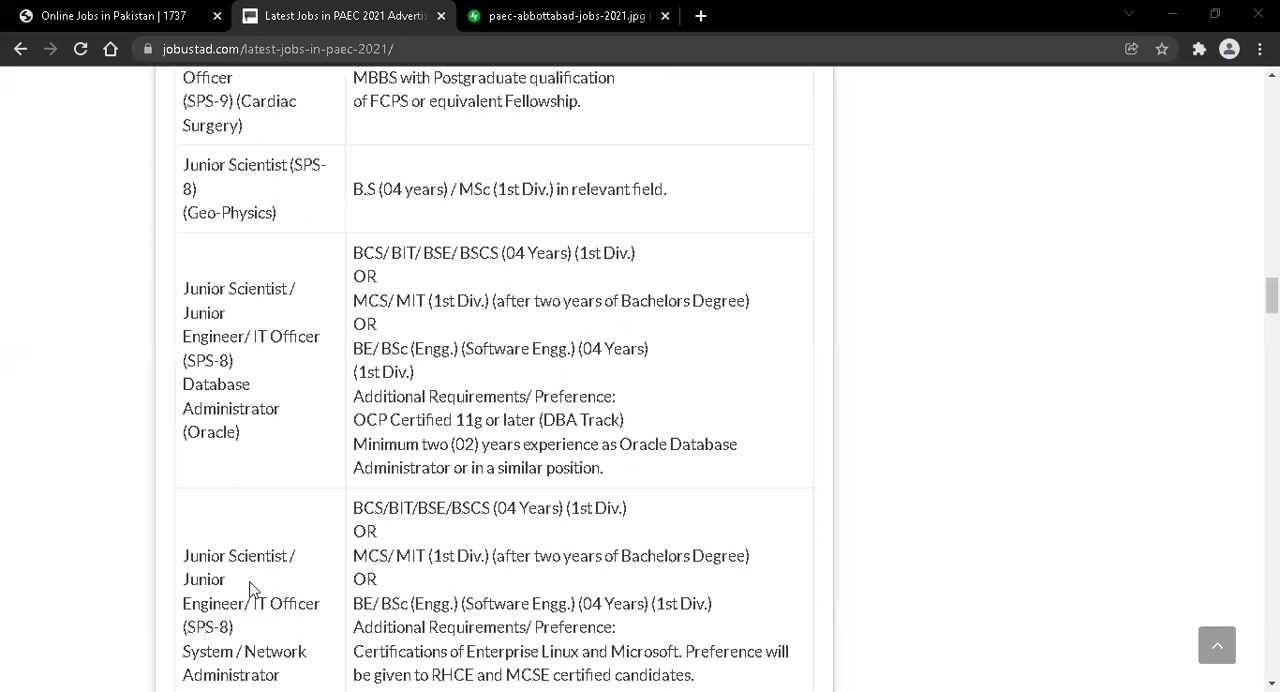 Online Jobs in Pakistan | 1737
Latest Jobs in PAEC 2021 Advertis
paec-abbottabad-jobs-2021.jpg (
jobustad.com/latest-jobs-in-paec-2021/
Officer
(SPS-9) (Cardiac
Surgery)
MBBS with Postgraduate qualification
of FCPS or equivalent Fellowship.
Junior Scientist (SPS-
8)
(Geo-Physics)
B.S (04 years) / MSc (1st Div.) in relevant field.
Junior Scientist /
Junior
Engineer/ IT Officer
(SPS-8)
Database
Administrator
(Oracle)
BCS/ BIT/ BSE/ BSCS (04 Years) (1st Div.)
OR
MCS/ MIT (1st Div.) (after two years of Bachelors Degree)
OR
BE/ BSc (Engg.) (Software Engg.) (04 Years)
(1st Div.)
Additional Requirements/ Preference:
OCP Certified 11g or later (DBA Track)
Minimum two (02) years experience as Oracle Database
Administrator or in a similar position.
Junior Scientist /
Junior
Engineer/ IT Officer
(SPS-8)
System / Network
Administrator
BCS/BIT/BSE/BSCS (04 Years) (1st Div.)
OR
MCS/ MIT (1st Div.) (after two years of Bachelors Degree)
OR
BE/ BSc (Engg.) (Software Engg.) (04 Years) (1st Div.)
Additional Requirements/ Preference:
Certifications of Enterprise Linux and Microsoft. Preference will
be given to RHCE and MCSE certified candidates.